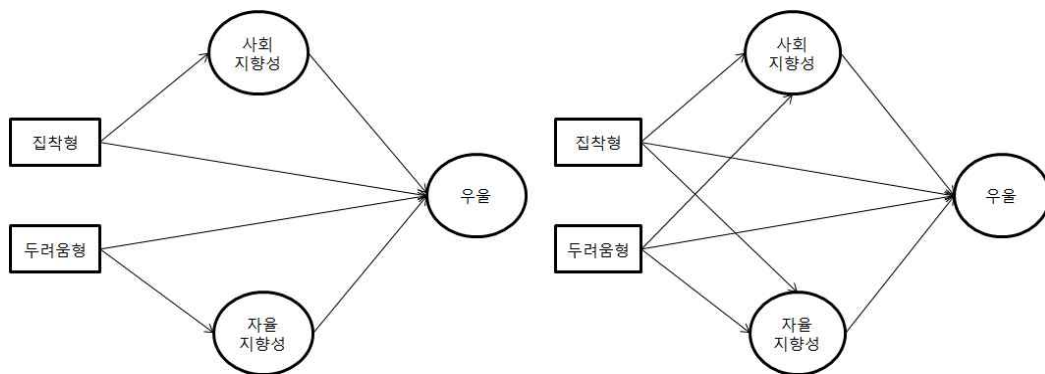 사회
지향성
집착형
우울
두려움형
자율
지향성
사회
지향성
집착형
우울
두려움형
자율
지향성